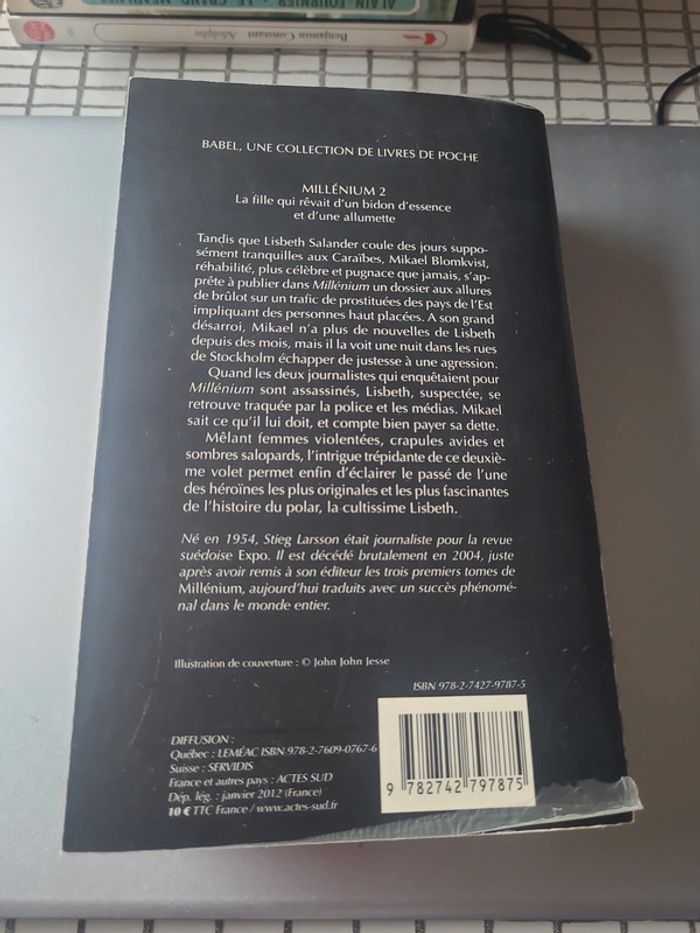 ALAIN-FOURNIER - LE GRAND MEAULNES
Benjamin Constant Adolphe
BABEL, UNE COLLECTION DE LIVRES DE POCHE
MILLÉNIUM 2
La fille qui rêvait d'un bidon d'essence
et d'une allumette
Tandis que Lisbeth Salander coule des jours suppo-
sément tranquilles aux Caraïbes, Mikael Blomkvist,
réhabilité, plus célèbre et pugnace que jamais, s'ap-
prête à publier dans Millénium un dossier aux allures
de brûlot sur un trafic de prostituées des pays de l'Est
impliquant des personnes haut placées. A son grand
désarroi, Mikael n'a plus de nouvelles de Lisbeth
depuis des mois, mais il la voit une nuit dans les rues
de Stockholm échapper de justesse à une agression.
Quand les deux journalistes qui enquêtaient pour
Millénium sont assassinés, Lisbeth, suspectée, se
retrouve traquée par la police et les médias. Mikael
sait ce qu'il lui doit, et compte bien payer sa dette.
Mêlant femmes violentées, crapules avides et
sombres salopards, l'intrigue trépidante de ce deuxiè-
me volet permet enfin d'éclairer le passé de l'une
des héroïnes les plus originales et les plus fascinantes
de l'histoire du polar, la cultissime Lisbeth.
Né en 1954, Stieg Larsson était journaliste pour la revue
suédoise Expo. Il est décédé brutalement en 2004, juste
après avoir remis à son éditeur les trois premiers tomes de
Millénium, aujourd'hui traduits avec un succès phénomé-
nal dans le monde entier.
Illustration de couverture : © John John Jesse
ISBN 978-2-7427-9787-5
DIFFUSION :
Québec : LEMÉAC ISBN 978-2-7609-0767-6
Suisse : SERVIDIS
France et autres pays : ACTES SUD
Dép. lég. : janvier 2012 (France)
10 € TTC France / www.actes-sud.fr
9 782742 797875